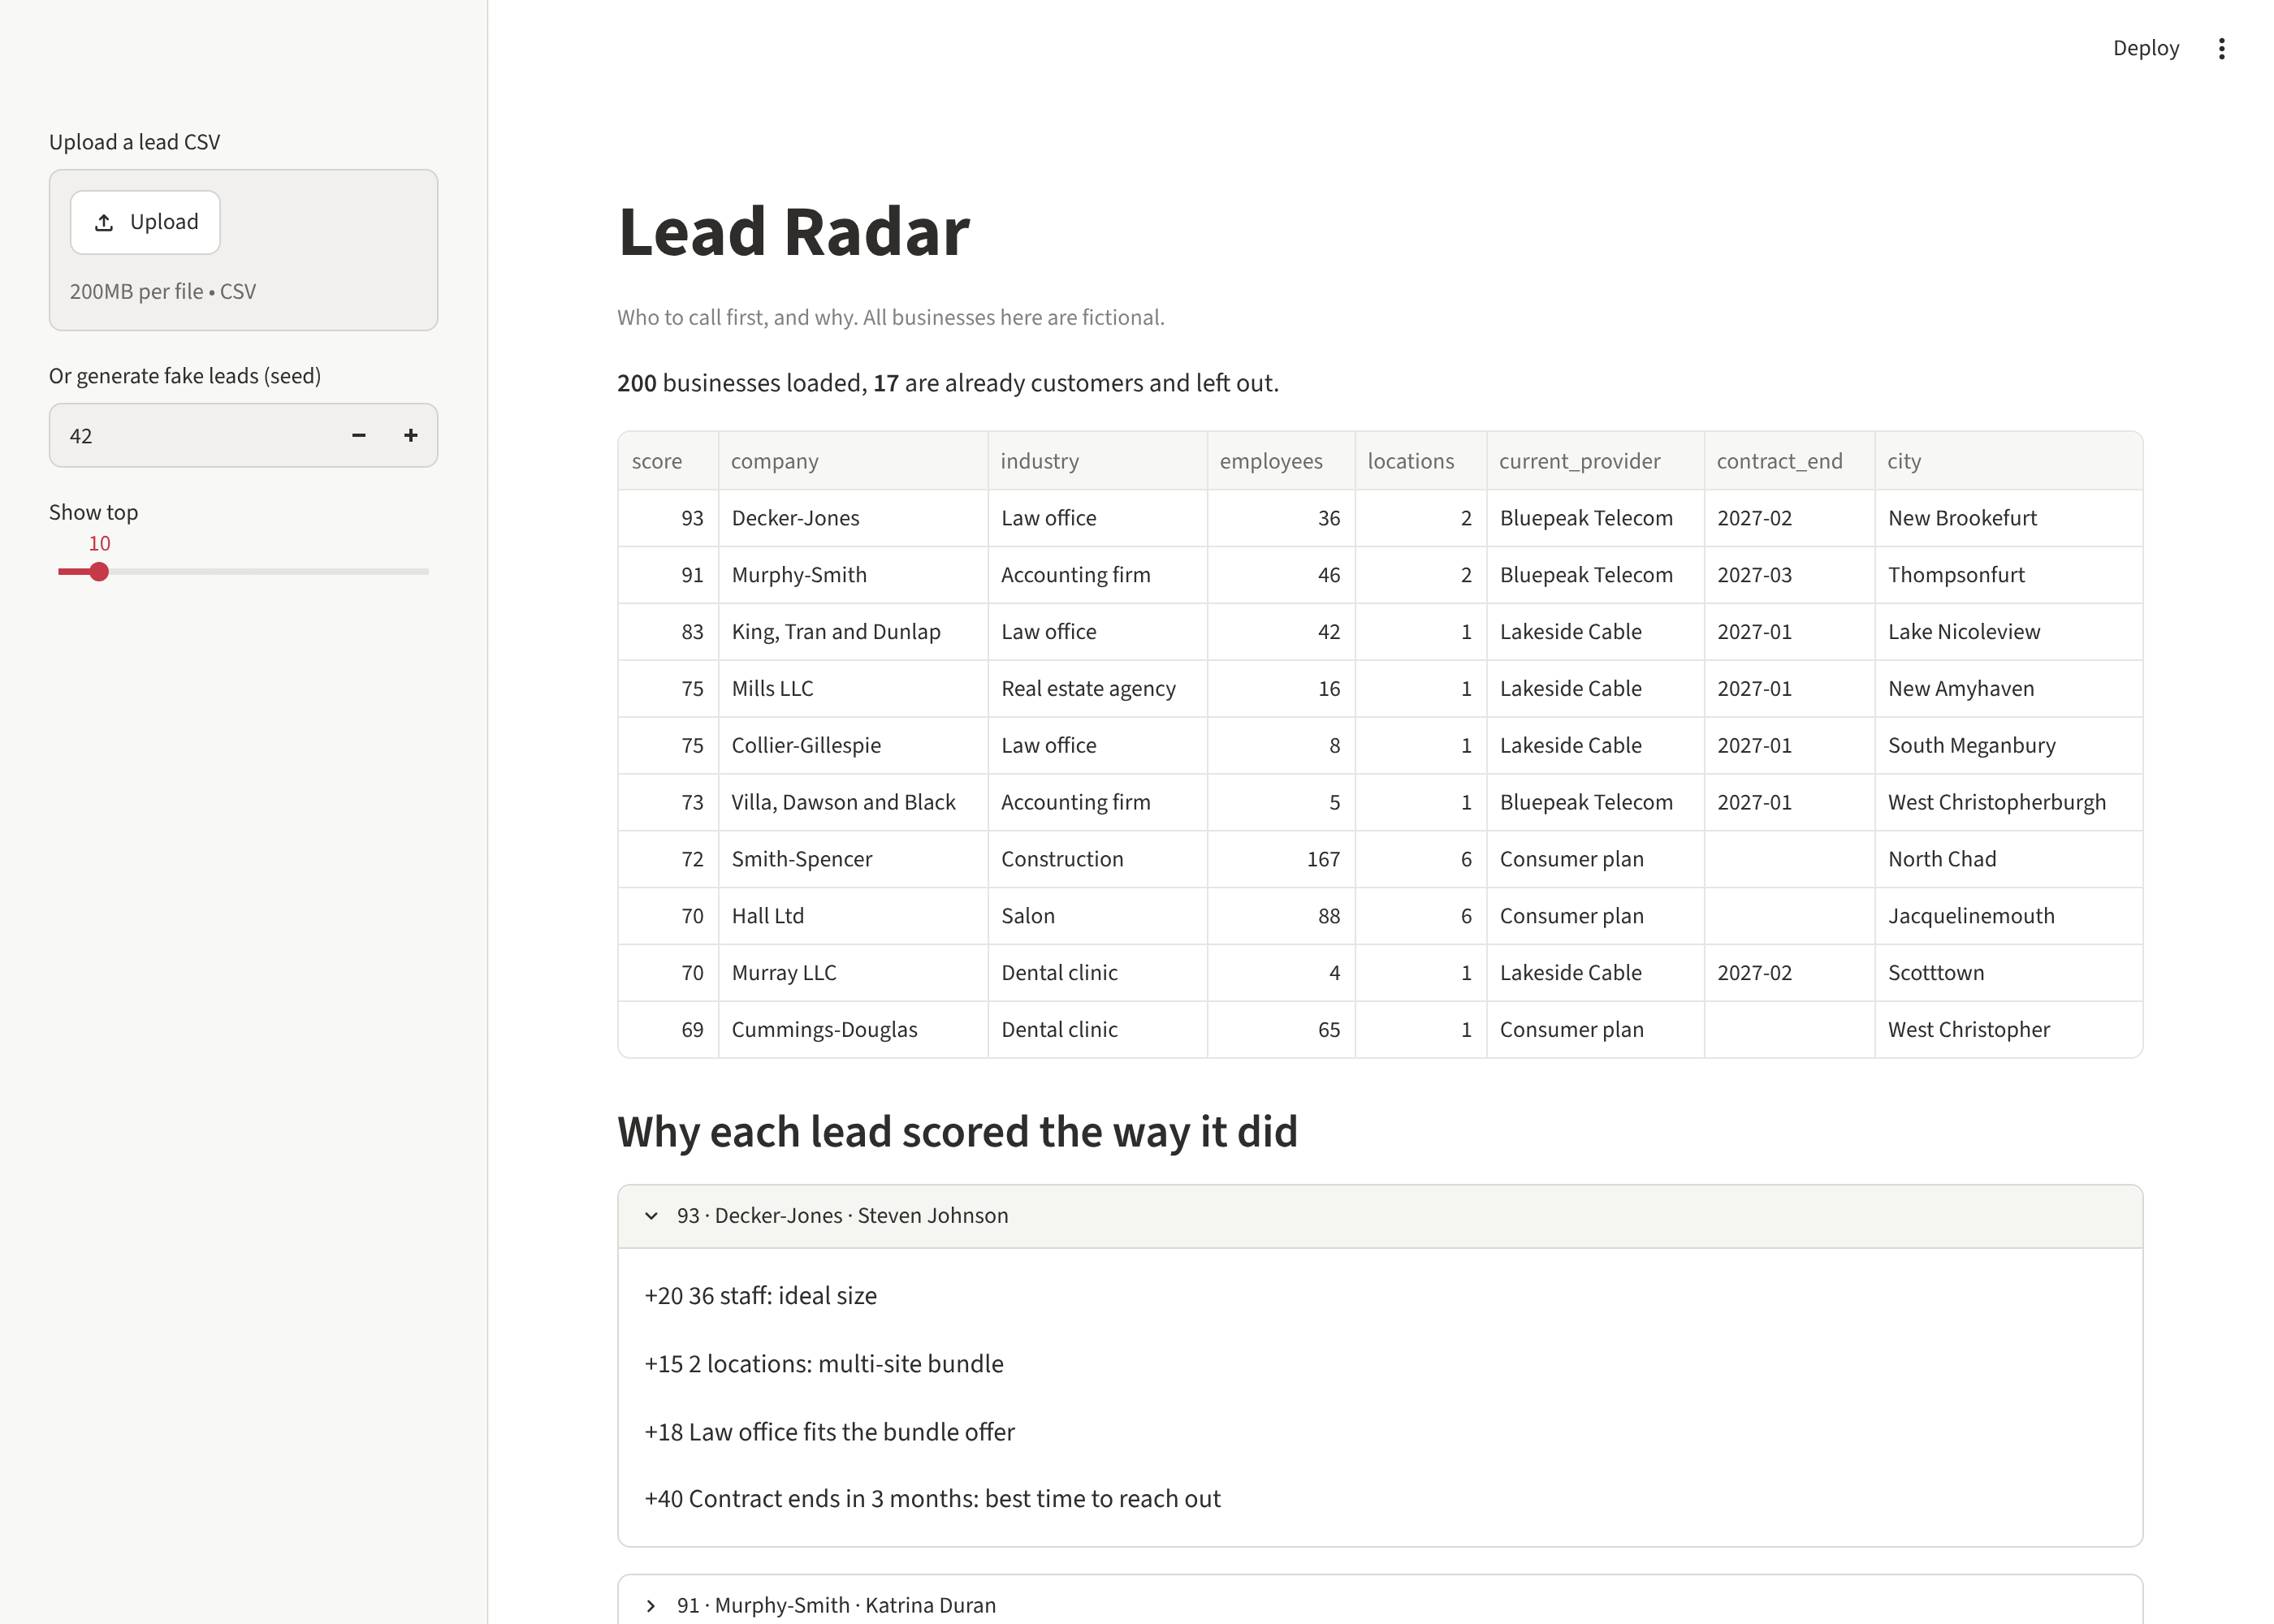 Deploy
Upload a lead CSV
Upload
200MB per file • CSV
Or generate fake leads (seed)
42
Show top
10
Lead Radar
Who to call first, and why. All businesses here are fictional.
200 businesses loaded, 17 are already customers and left out.
score company industry employees locations current_provider contract_end city
93 Decker-Jones Law office 36 2 Bluepeak Telecom 2027-02 New Brookefurt
91 Murphy-Smith Accounting firm 46 2 Bluepeak Telecom 2027-03 Thompsonfurt
83 King, Tran and Dunlap Law office 42 1 Lakeside Cable 2027-01 Lake Nicoleview
75 Mills LLC Real estate agency 16 1 Lakeside Cable 2027-01 New Amyhaven
75 Collier-Gillespie Law office 8 1 Lakeside Cable 2027-01 South Meganbury
73 Villa, Dawson and Black Accounting firm 5 1 Bluepeak Telecom 2027-01 West Christopherburgh
72 Smith-Spencer Construction 167 6 Consumer plan North Chad
70 Hall Ltd Salon 88 6 Consumer plan Jacquelinemouth
70 Murray LLC Dental clinic 4 1 Lakeside Cable 2027-02 Scotttown
69 Cummings-Douglas Dental clinic 65 1 Consumer plan West Christopher
Why each lead scored the way it did
93 · Decker-Jones · Steven Johnson
+20 36 staff: ideal size
+15 2 locations: multi-site bundle
+18 Law office fits the bundle offer
+40 Contract ends in 3 months: best time to reach out
91 · Murphy-Smith · Katrina Duran